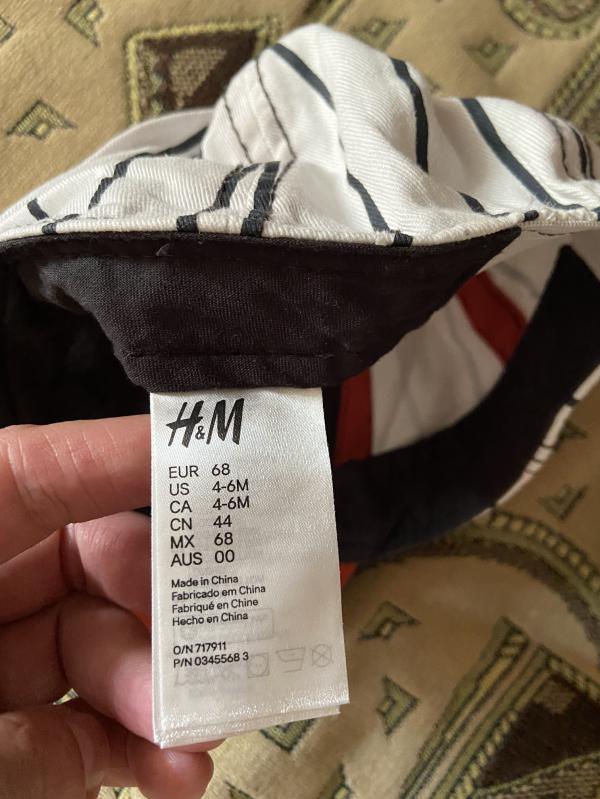 H&M
EUR 68
US 4-6M
CA 4-6M
CN 44
MX 68
AUS 00
Made in China
Fabricado em China
Fabriqué en Chine
Hecho en China
O/N 717911
P/N 0345568 3